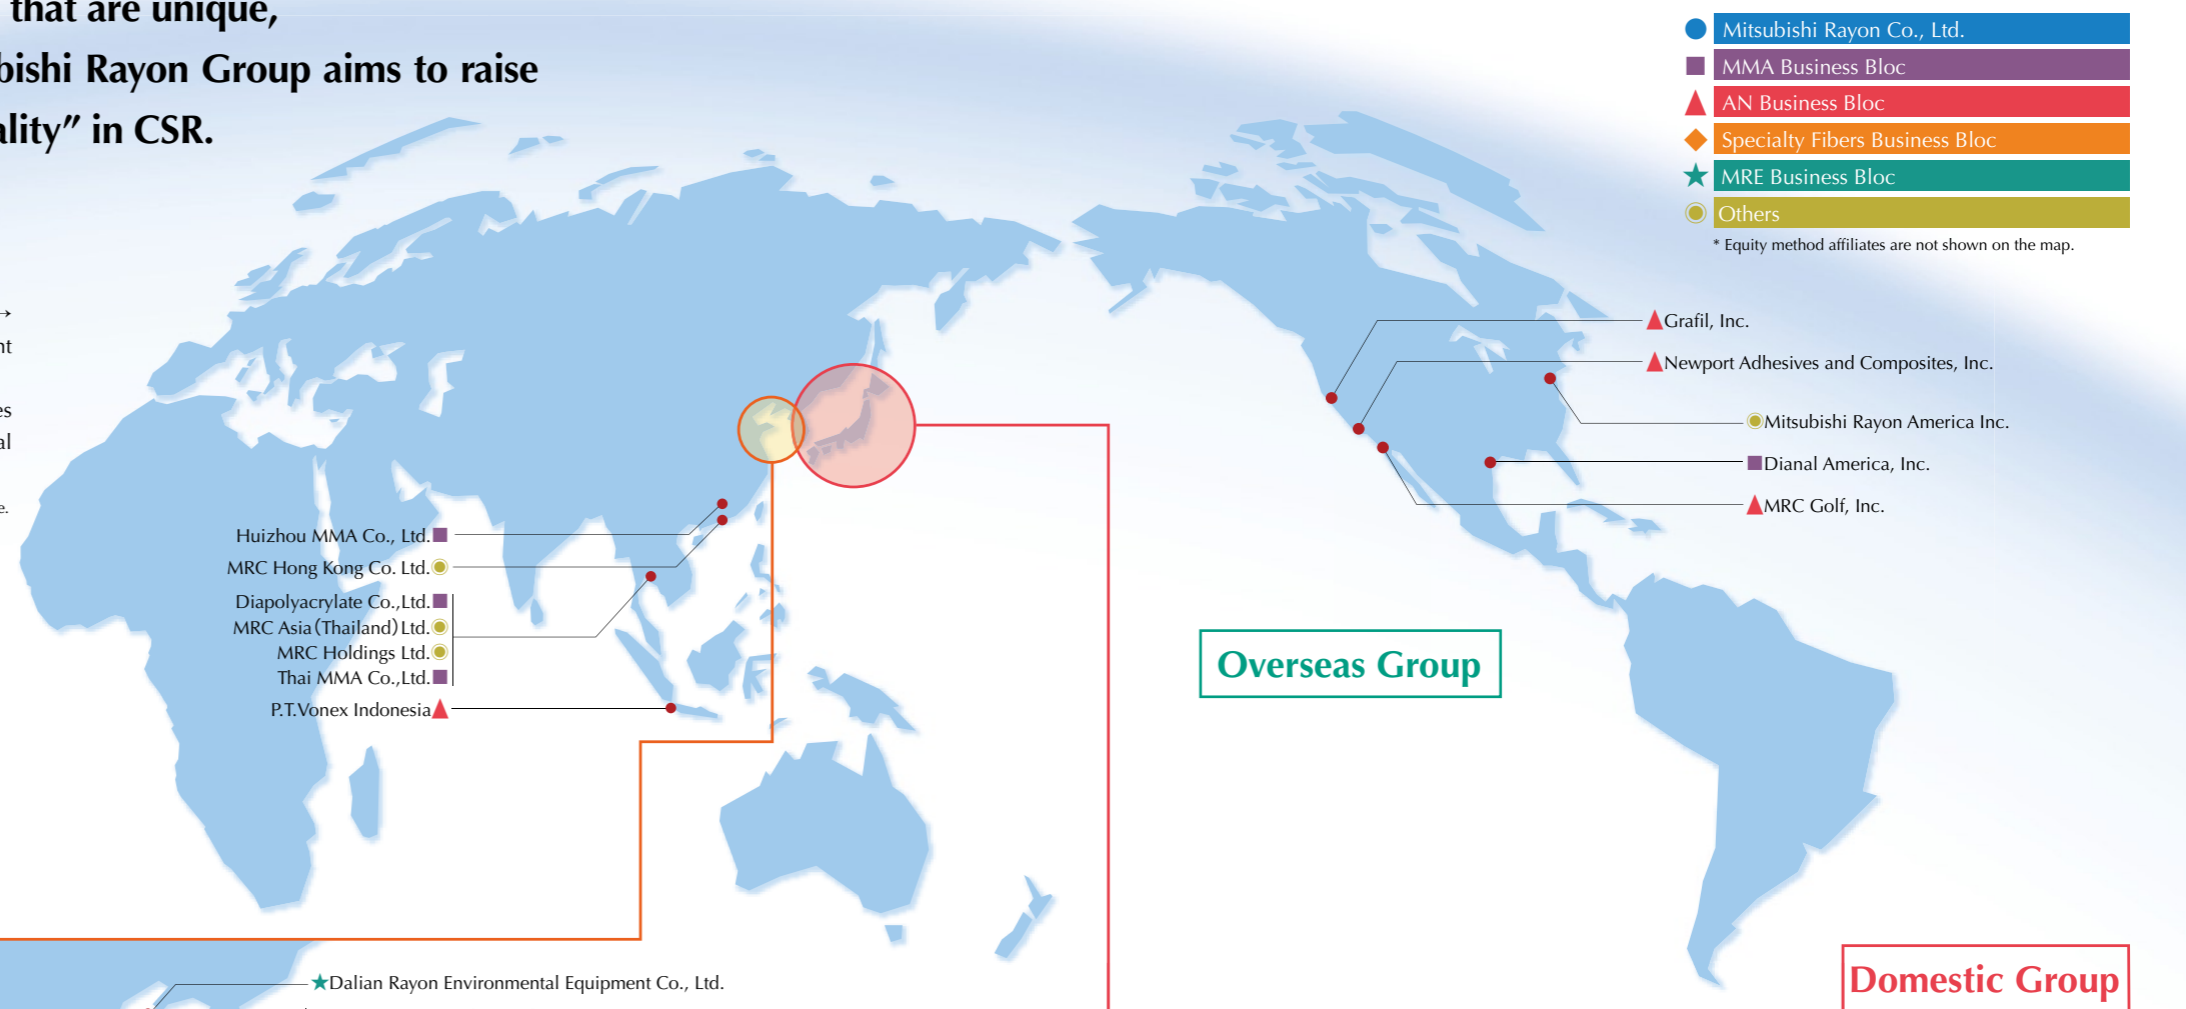 that are unique,
bishi Rayon Group aims to raise
ality” in CSR.
→
nt
es
al
e.
Mitsubishi Rayon Co., Ltd.
MMA Business Bloc
AN Business Bloc
Specialty Fibers Business Bloc
MRE Business Bloc
Others
* Equity method affiliates are not shown on the map.
Grafil, Inc.
Newport Adhesives and Composites, Inc.
Mitsubishi Rayon America Inc.
Dianal America, Inc.
MRC Golf, Inc.
Huizhou MMA Co., Ltd.
MRC Hong Kong Co. Ltd.
Diapolyacrylate Co.,Ltd.
MRC Asia(Thailand)Ltd.
MRC Holdings Ltd.
Thai MMA Co.,Ltd.
P.T.Vonex Indonesia
Overseas Group
Domestic Group
Dalian Rayon Environmental Equipment Co., Ltd.